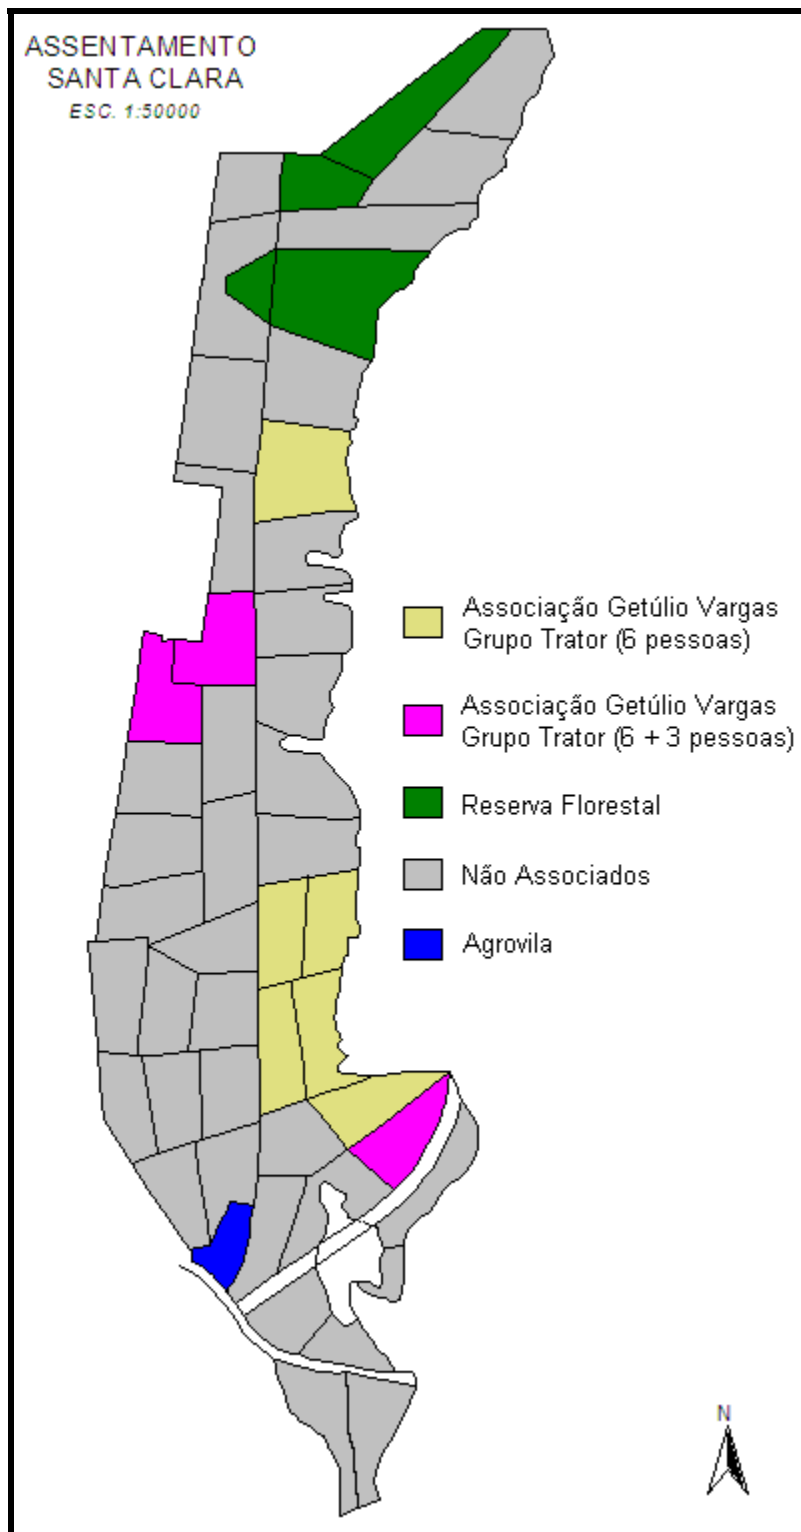 ASSENTAMENTO
SANTA CLARA
ESC. 1:50000
Associação Getúlio Vargas
Grupo Trator (6 pessoas)
Associação Getúlio Vargas
Grupo Trator (6 + 3 pessoas)
Reserva Florestal
Não Associados
Agrovila
N